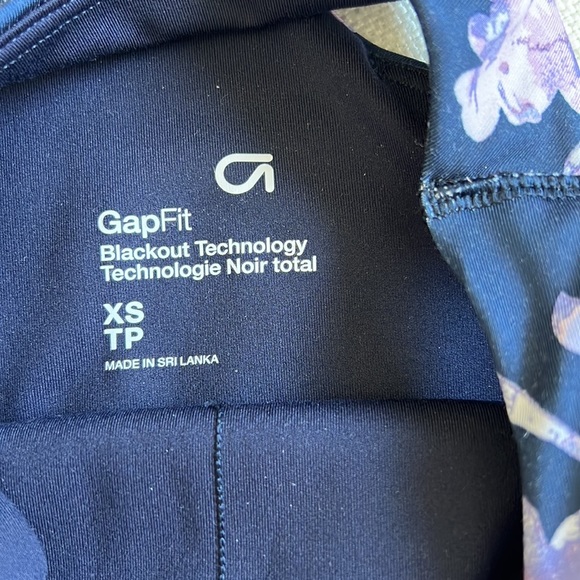 GapFit
Blackout Technology
Technologie Noir total
XS
TP
MADE IN SRI LANKA